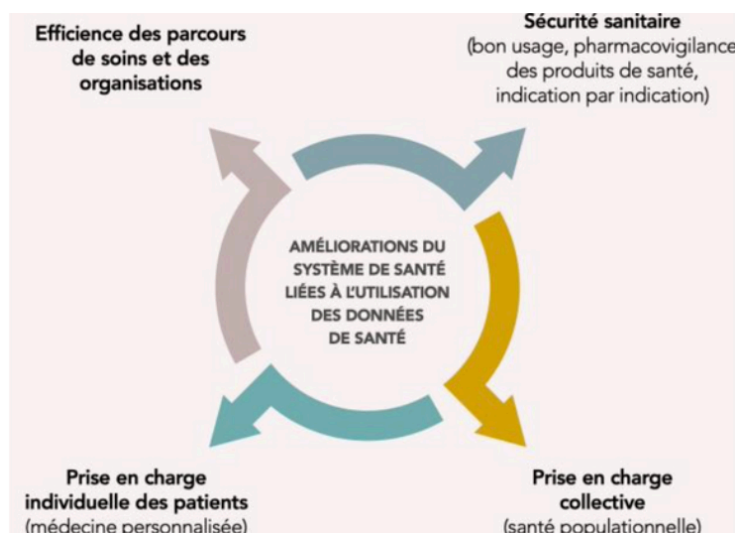 Efficience des parcours
de soins et des
organisations
Sécurité sanitaire
(bon usage, pharmacovigilance
des produits de santé,
indication par indication)
AMÉLIORATIONS DU
SYSTÈME DE SANTÉ
LIÉES À L'UTILISATION
DES DONNÉES
DE SANTÉ
Prise en charge
individuelle des patients
(médecine personnalisée)
Prise en charge
collective
(santé populationnelle)